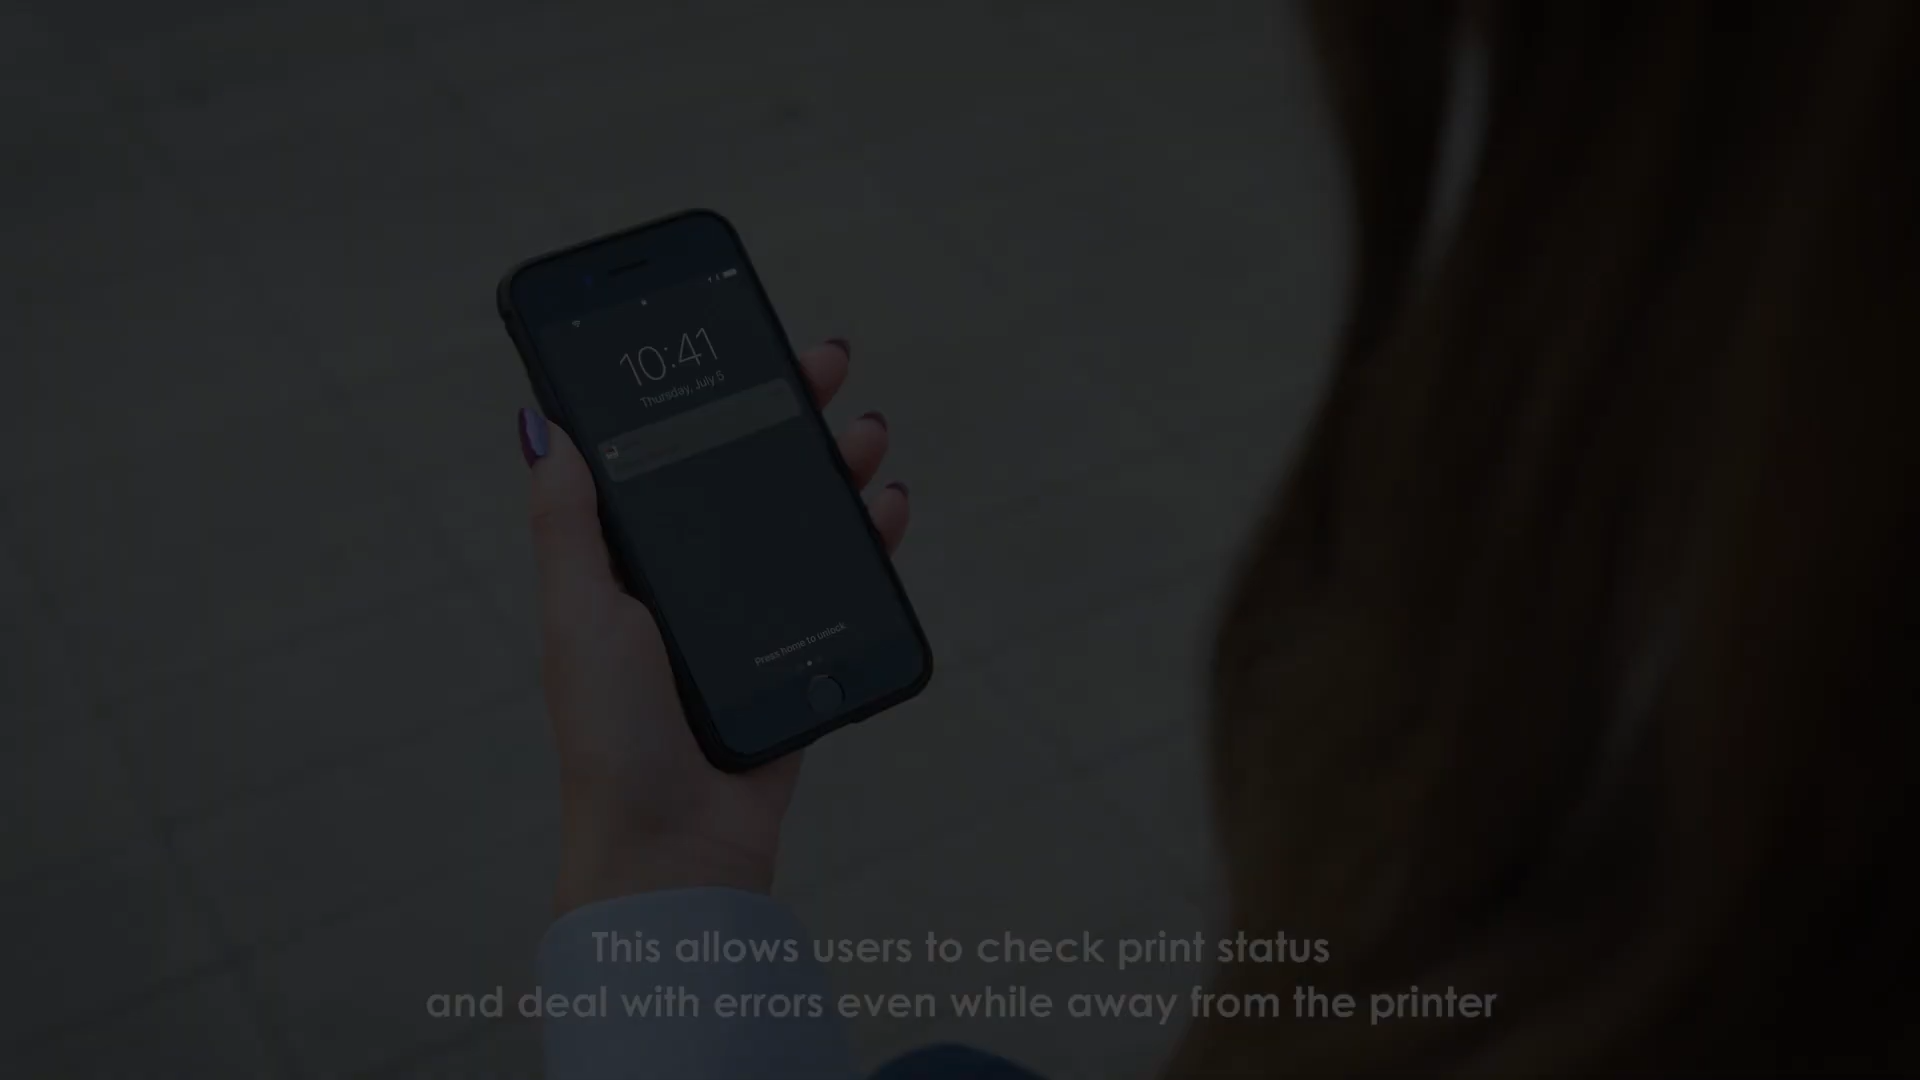 10:41
Thursday, July 5
Press home to unlock
This allows users to check print status
and deal with errors even while away from the printer